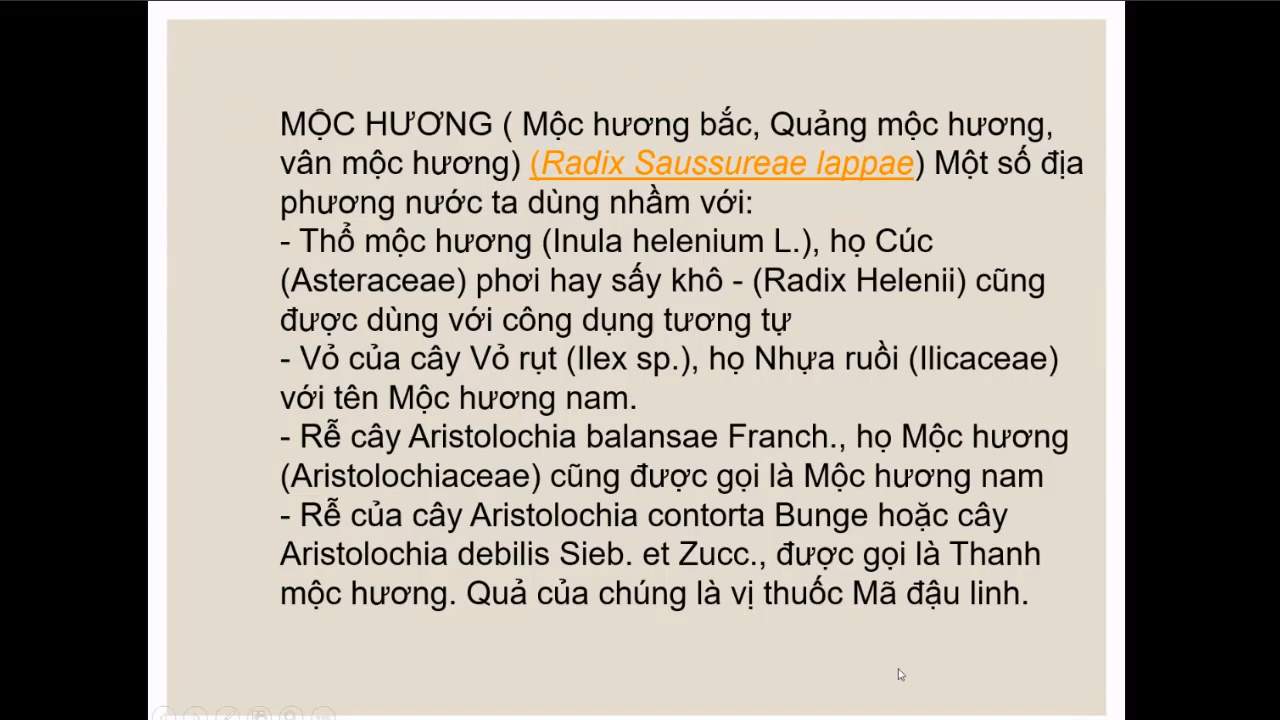 MỘC HƯƠNG ( Mộc hương bắc, Quảng mộc hương,
vân mộc hương) (Radix Saussureae lappae) Một số địa
phương nước ta dùng nhầm với:
- Thổ mộc hương (Inula helenium L.), họ Cúc
(Asteraceae) phơi hay sấy khô - (Radix Helenii) cũng
được dùng với công dụng tương tự
- Vỏ của cây Vỏ rụt (Ilex sp.), họ Nhựa ruồi (Ilicaceae)
với tên Mộc hương nam.
- Rễ cây Aristolochia balansae Franch., họ Mộc hương
(Aristolochiaceae) cũng được gọi là Mộc hương nam
- Rễ của cây Aristolochia contorta Bunge hoặc cây
Aristolochia debilis Sieb. et Zucc., được gọi là Thanh
mộc hương. Quả của chúng là vị thuốc Mã đậu linh.